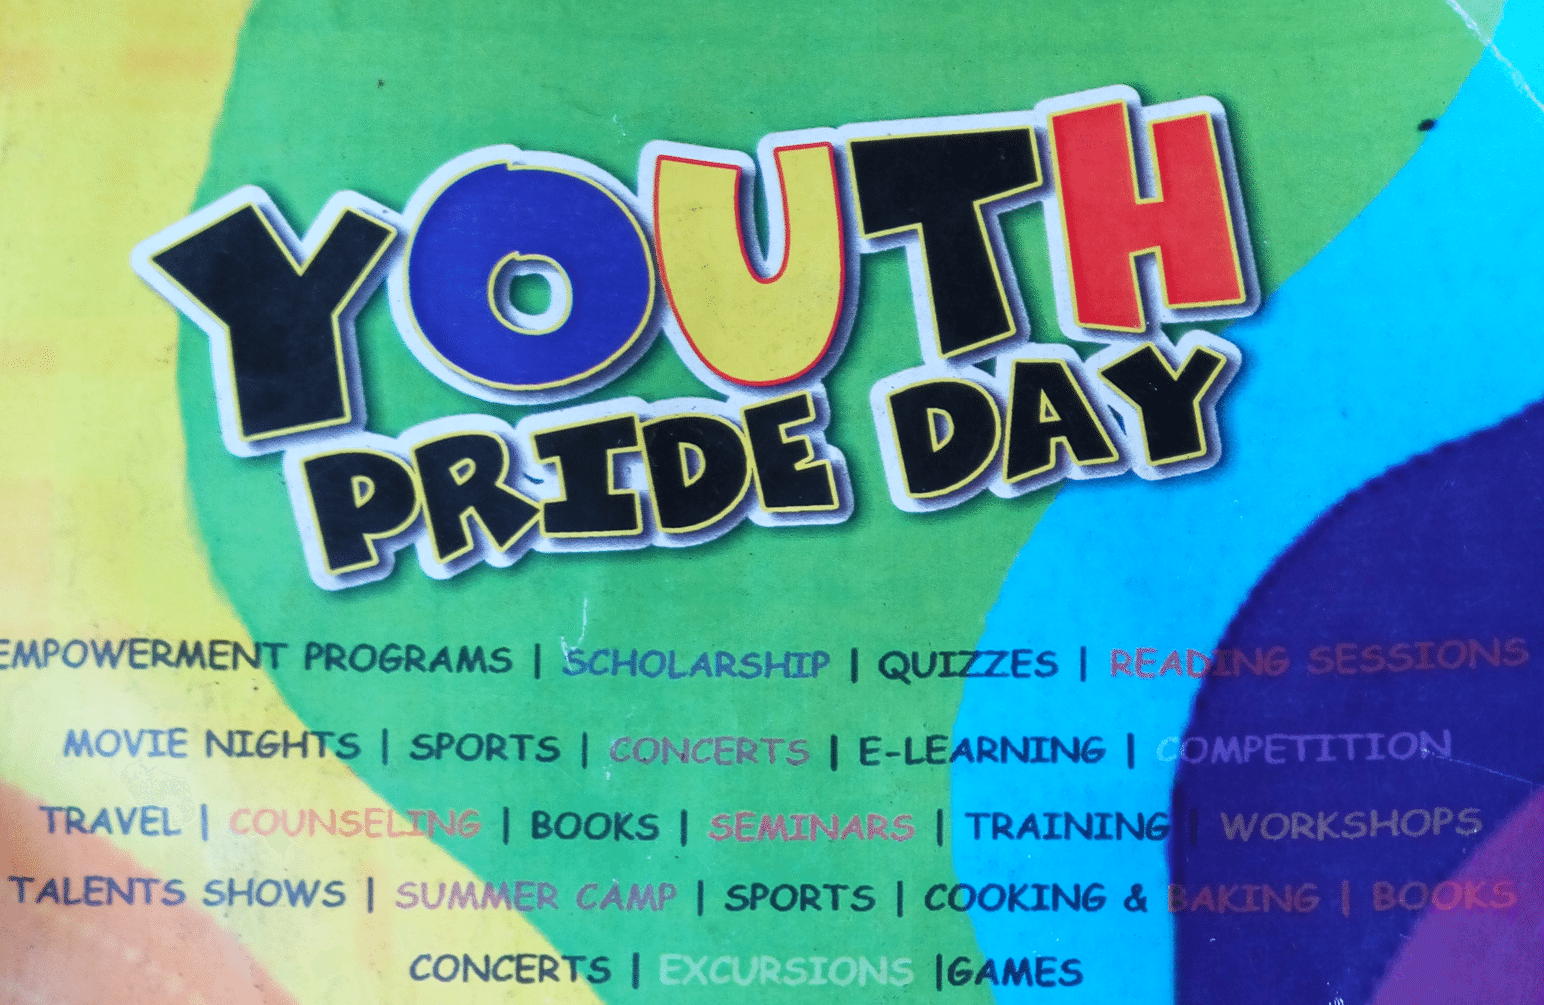 YOUTH
PRIDE DAY
EMPOWERMENT PROGRAMS | SCHOLARSHIP | QUIZZES | READING SESSIONS
MOVIE NIGHTS | SPORTS | CONCERTS | E-LEARNING | COMPETITION
TRAVEL | COUNSELING | BOOKS | SEMINARS | TRAINING | WORKSHOPS
TALENTS SHOWS | SUMMER CAMP | SPORTS | COOKING & BAKING | BOOKS
CONCERTS | EXCURSIONS |GAMES